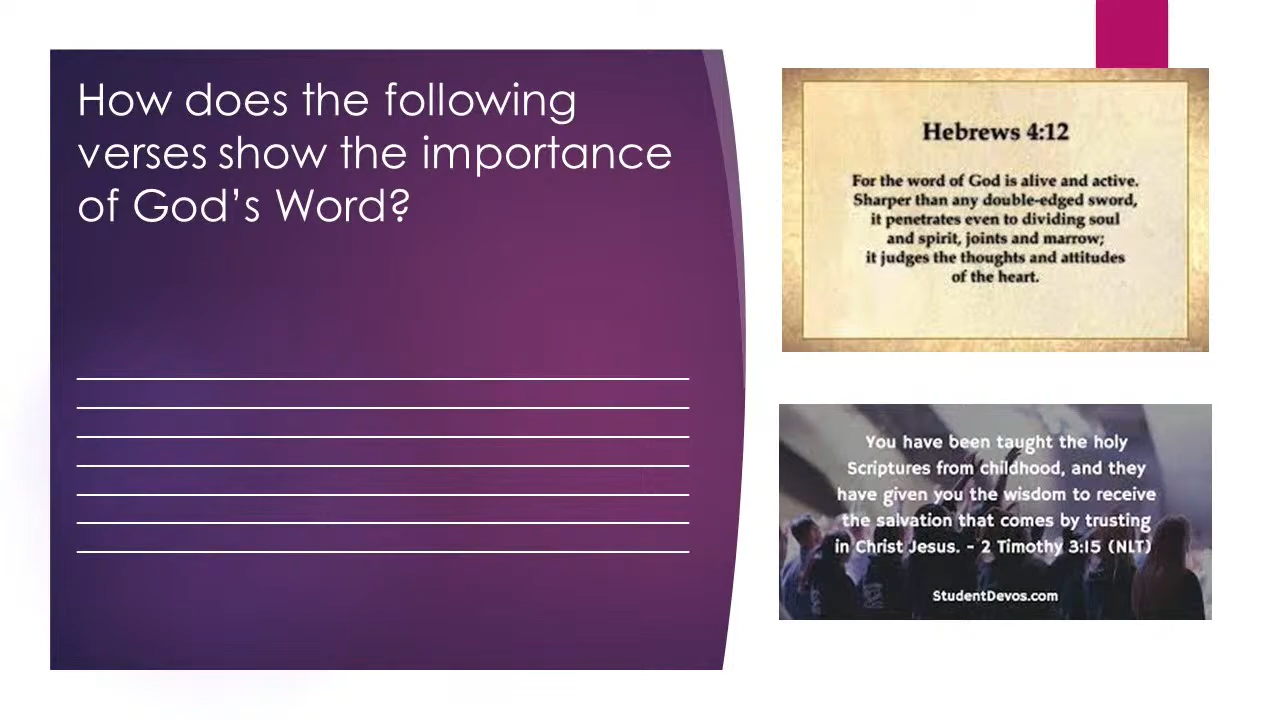 How does the following
verses show the importance
of God's Word?
Hebrews 4:12
For the word of God is alive and active.
Sharper than any double-edged sword,
it penetrates even to dividing soul
and spirit, joints and marrow;
it judges the thoughts and attitudes
of the heart.
You have been taught the holy
Scriptures from childhood, and they
have given you the wisdom to receive
the salvation that comes by trusting
in Christ Jesus. - 2 Timothy 3:15 (NLT)
StudentDevos.com